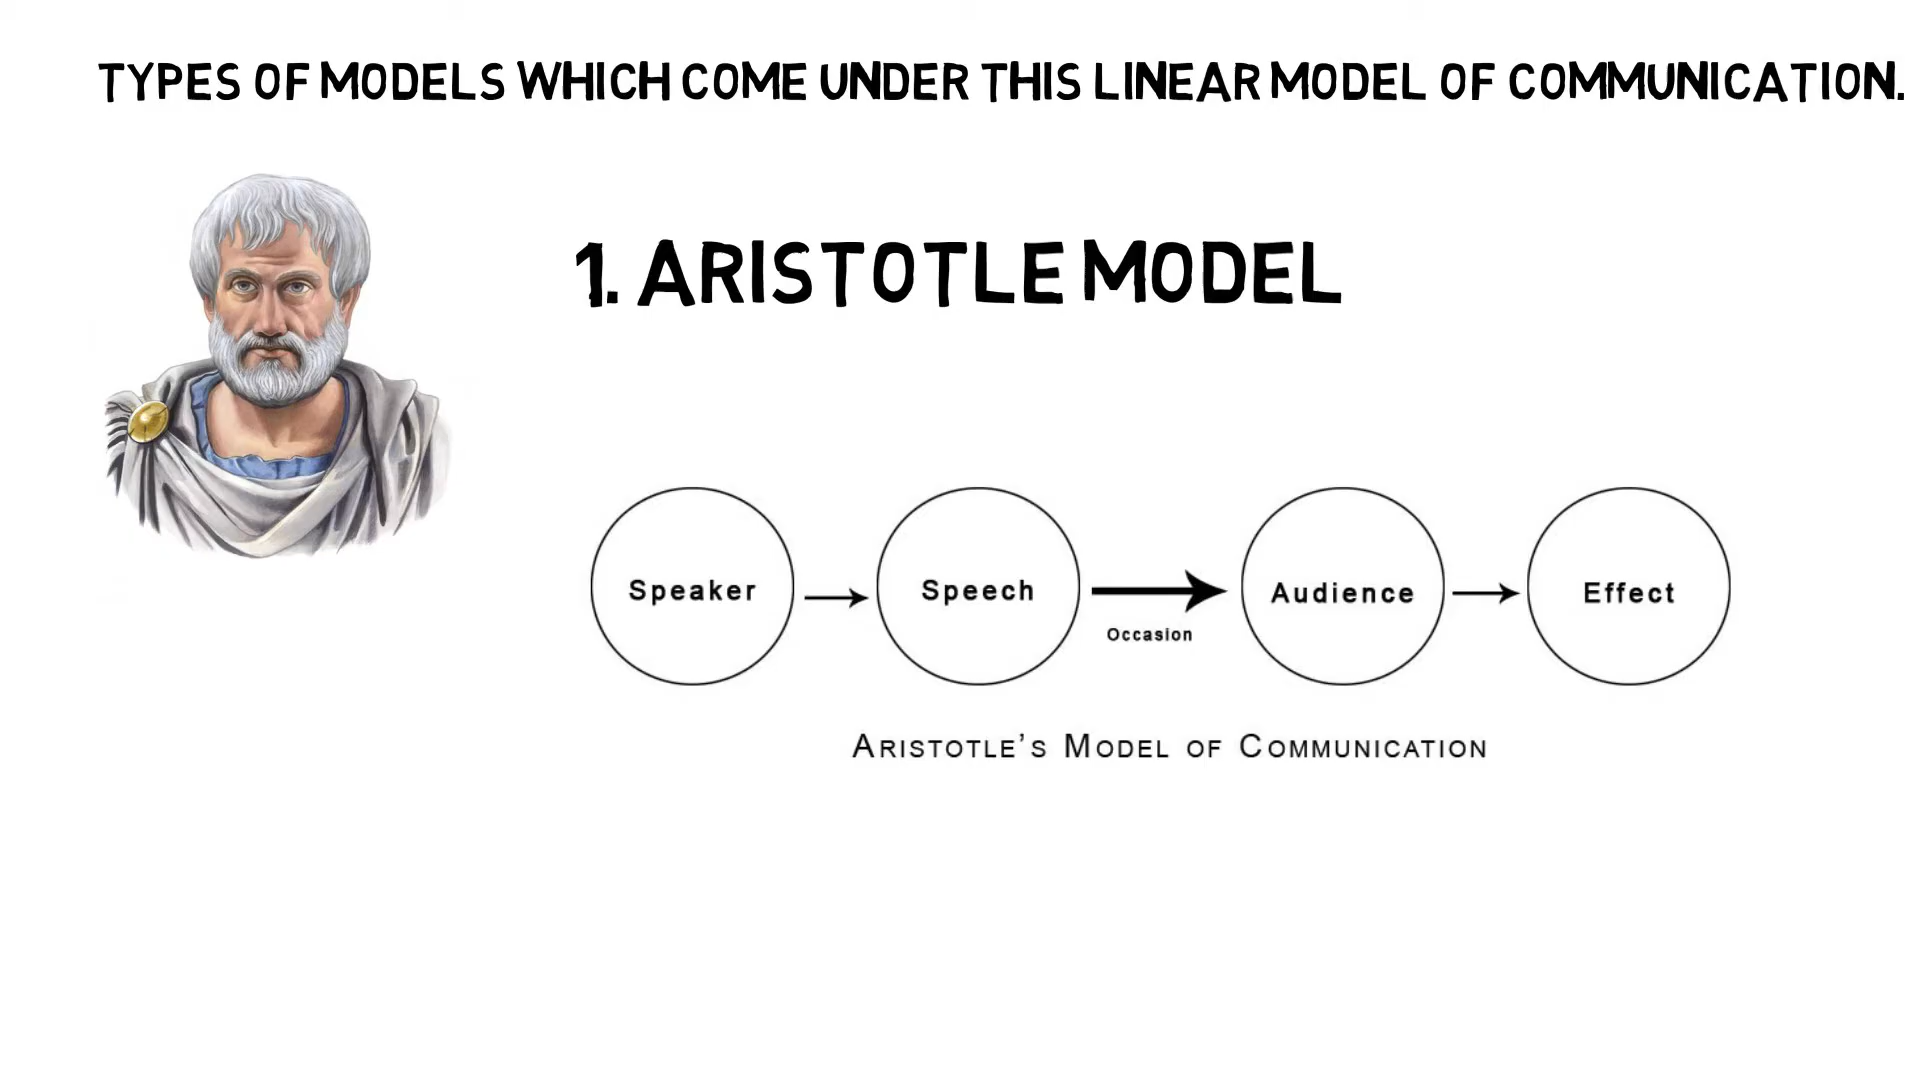 TYPES OF MODELS WHICH COME UNDER THIS LINEAR MODEL OF COMMUNICATION.
1. ARISTOTLE MODEL
Speaker
Speech
Occasion
Audience
Effect
ARISTOTLE'S MODEL OF COMMUNICATION